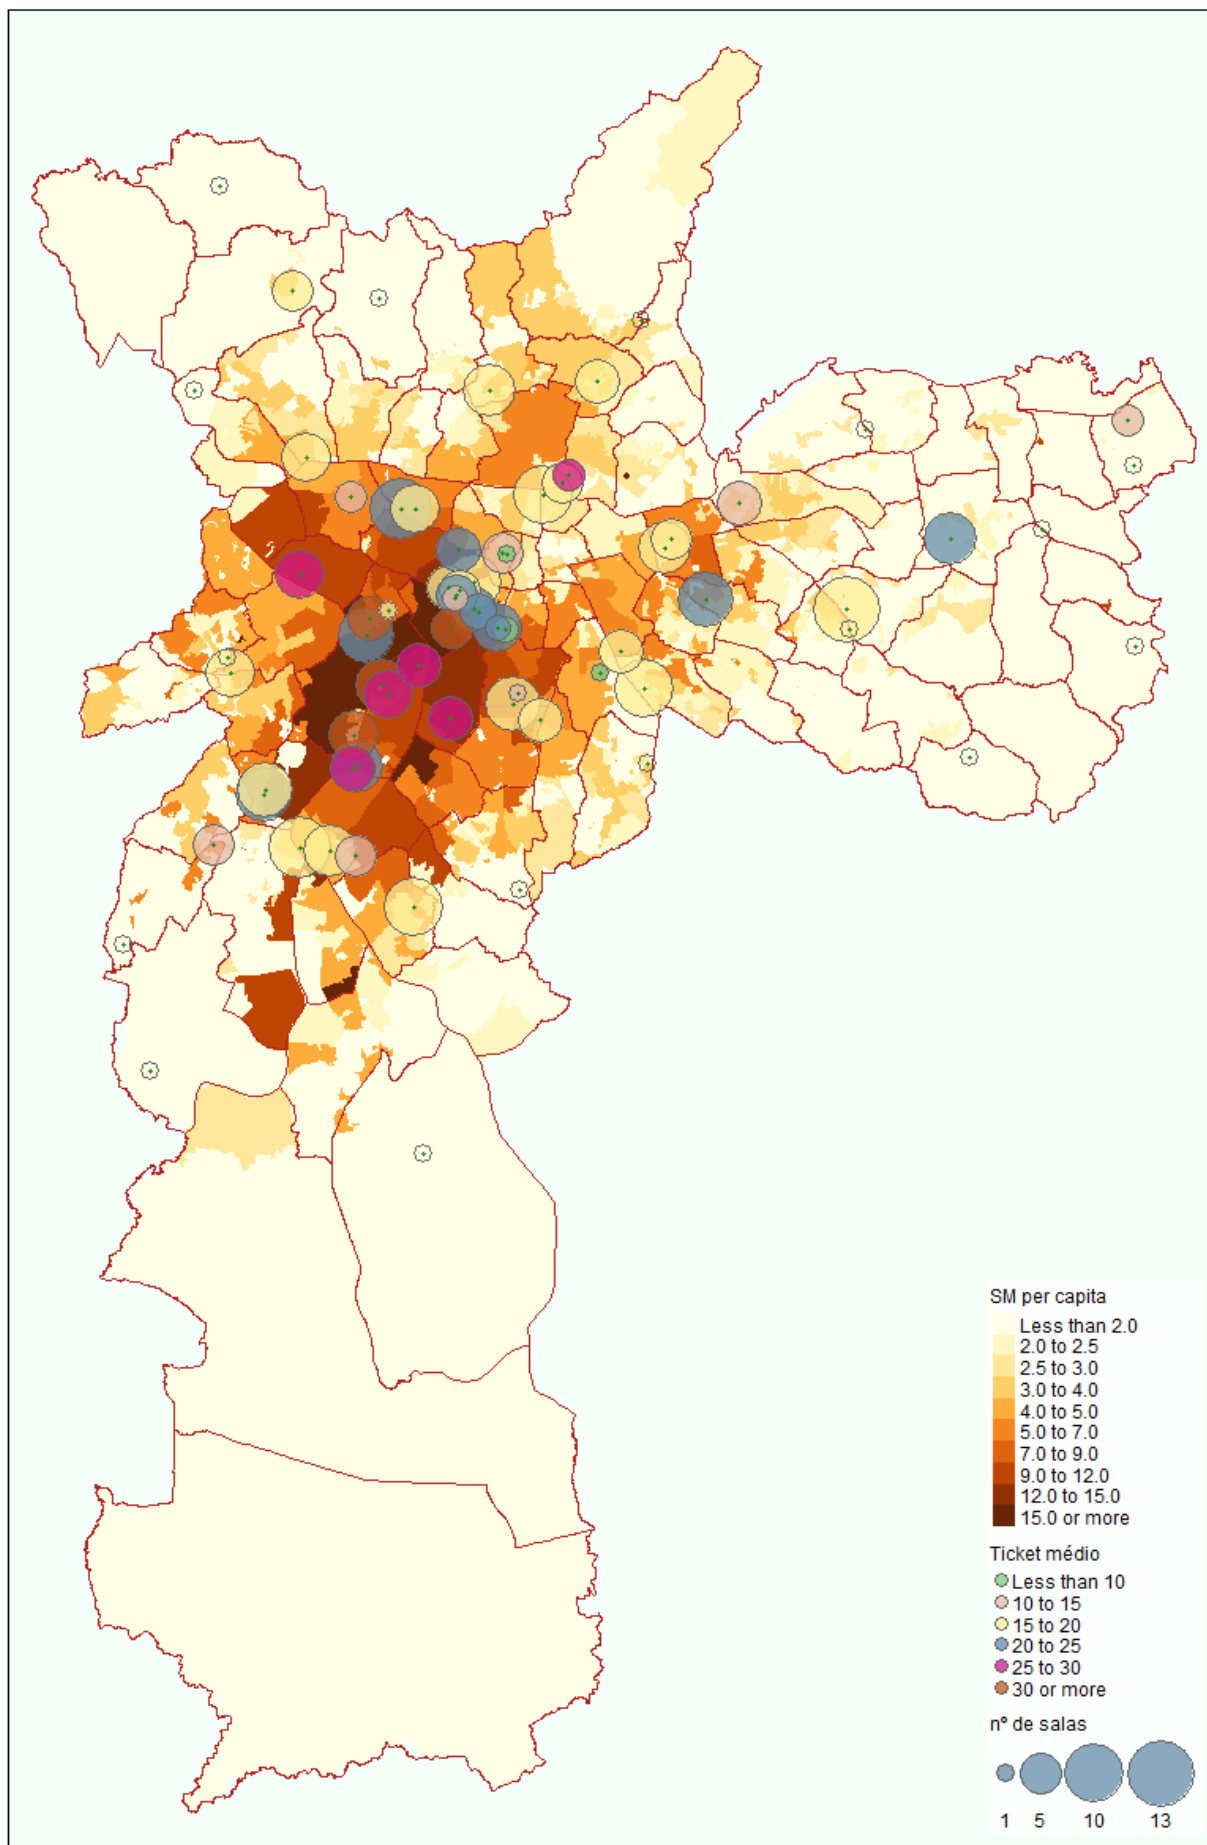 SM per capita
Less than 2.0
2.0 to 2.5
2.5 to 3.0
3.0 to 4.0
4.0 to 5.0
5.0 to 7.0
7.0 to 9.0
9.0 to 12.0
12.0 to 15.0
15.0 or more
Ticket médio
Less than 10
10 to 15
15 to 20
20 to 25
25 to 30
30 or more
nº de salas
1 5 10 13